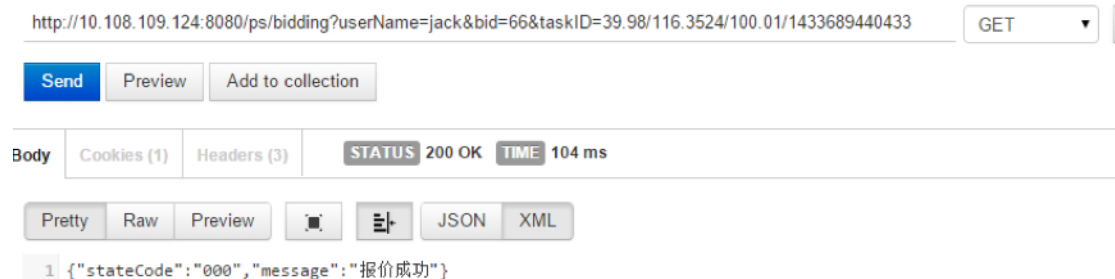 http://10.108.109.124:8080/ps/bidding?userName=jack&bid=66&taskID=39.98/116.3524/100.01/1433689440433 GET
Send Preview Add to collection
Body Cookies (1) Headers (3) STATUS 200 OK TIME 104 ms
Pretty Raw Preview JSON XML
1 {"stateCode":"000","message":"报价成功"}